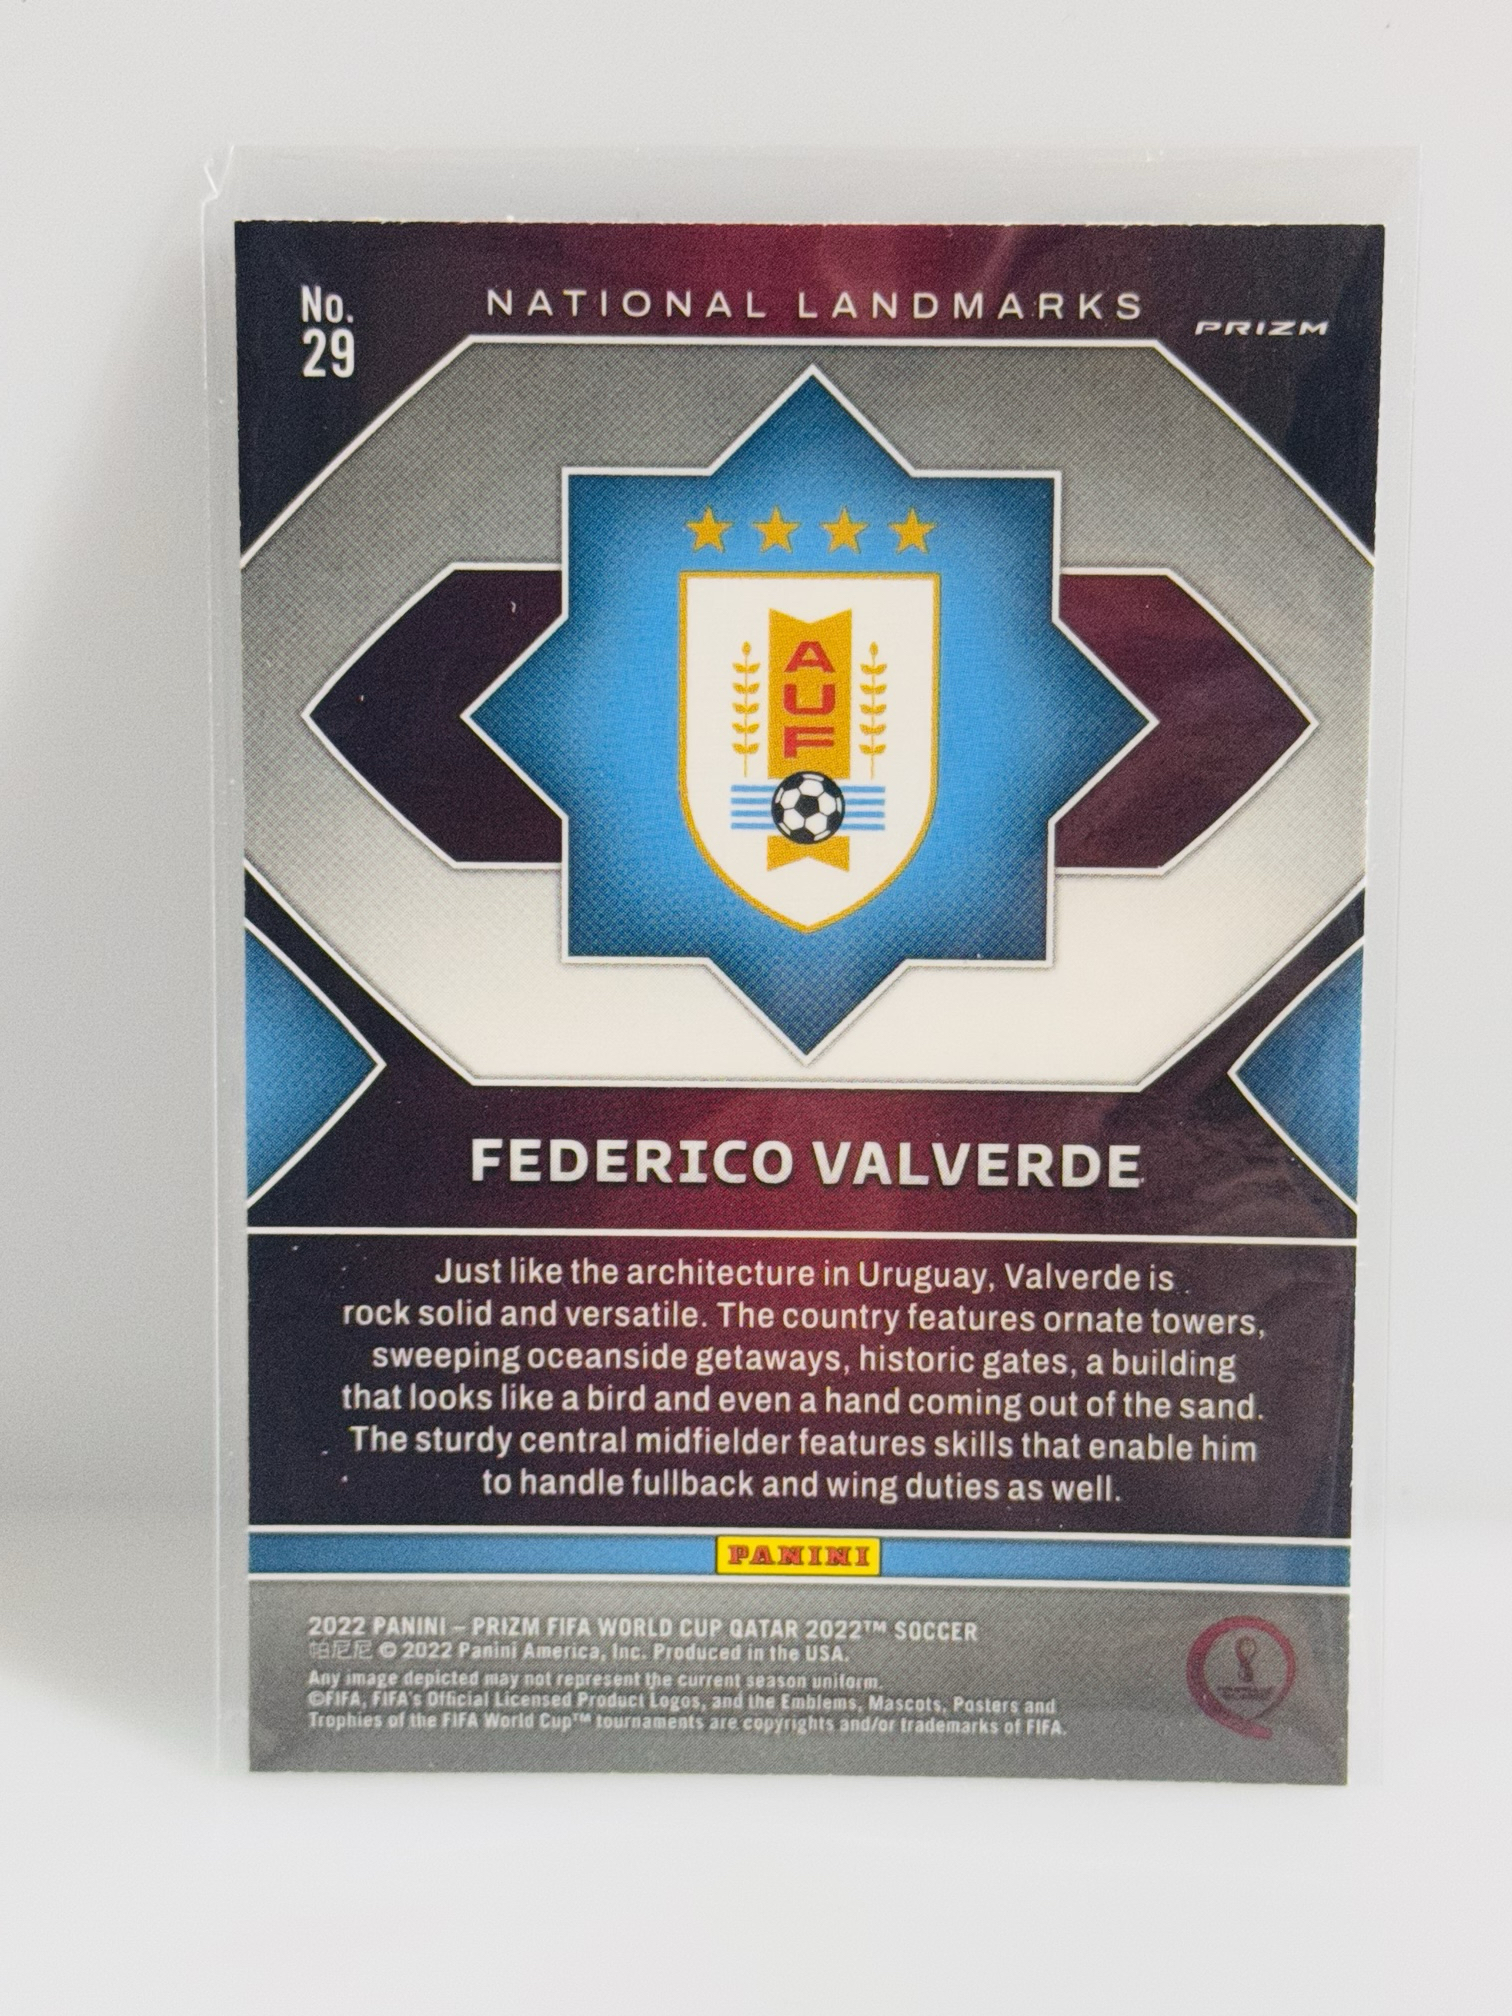 No.
29
NATIONAL LANDMARKS
PRIZM
A
U
F
FEDERICO VALVERDE
Just like the architecture in Uruguay, Valverde is
rock solid and versatile. The country features ornate towers,
sweeping oceanside getaways, historic gates, a building
that looks like a bird and even a hand coming out of the sand.
The sturdy central midfielder features skills that enable him
to handle fullback and wing duties as well.
PANINI
2022 PANINI – PRIZM FIFA WORLD CUP QATAR 2022™ SOCCER
帕尼尼 © 2022 Panini America, Inc. Produced in the USA.
Any image depicted may not represent the current season uniform.
©FIFA, FIFA's Official Licensed Product Logos, and the Emblems, Mascots, Posters and
Trophies of the FIFA World Cup™ tournaments are copyrights and/or trademarks of FIFA.